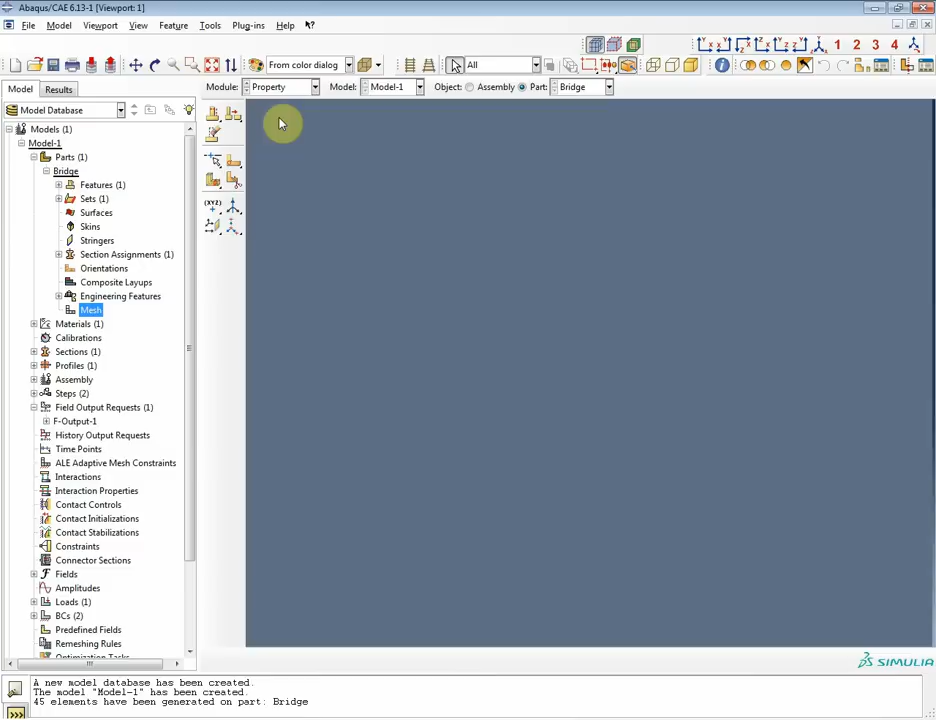 Abaqus/CAE 6.13-1 [Viewport: 1]
File Model Viewport View Feature Tools Plug-ins Help
From color dialog All 1 2 3 4
Model Results Module: Property Model: Model-1 Object: Assembly Part: Bridge
Model Database
Models (1)
Model-1
Parts (1)
Bridge
Features (1)
Sets (1)
Surfaces
Skins
Stringers
Section Assignments (1)
Orientations
Composite Layups
Engineering Features
Mesh
Materials (1)
Calibrations
Sections (1)
Profiles (1)
Assembly
Steps (2)
Field Output Requests (1)
F-Output-1
History Output Requests
Time Points
ALE Adaptive Mesh Constraints
Interactions
Interaction Properties
Contact Controls
Contact Initializations
Contact Stabilizations
Constraints
Connector Sections
Fields
Amplitudes
Loads (1)
BCs (2)
Predefined Fields
Remeshing Rules
Optimization Tasks
SIMULIA
A new model database has been created.
The model "Model-1" has been created.
45 elements have been generated on part: Bridge